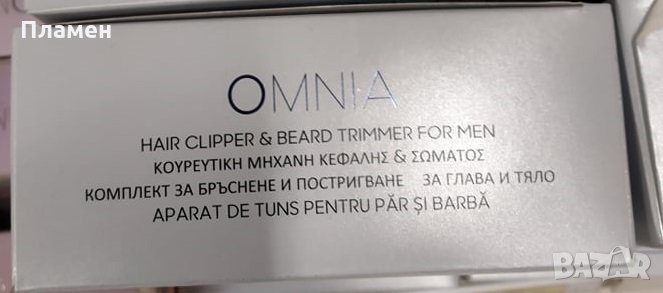 Пламен
OMNIA
HAIR CLIPPER & BEARD TRIMMER FOR MEN
ΚΟΥΡΕΥΤΙΚΗ ΜΗΧΑΝΗ ΚΕΦΑΛΗΣ & ΣΩΜΑΤΟΣ
КОМПЛЕКТ ЗА БРЪСНЕНЕ И ПОСТРИГВАНЕ ЗА ГЛАВА И ТЯЛО
APARAT DE TUNS PENTRU PĂR ȘI BARBĂ
BAZAR